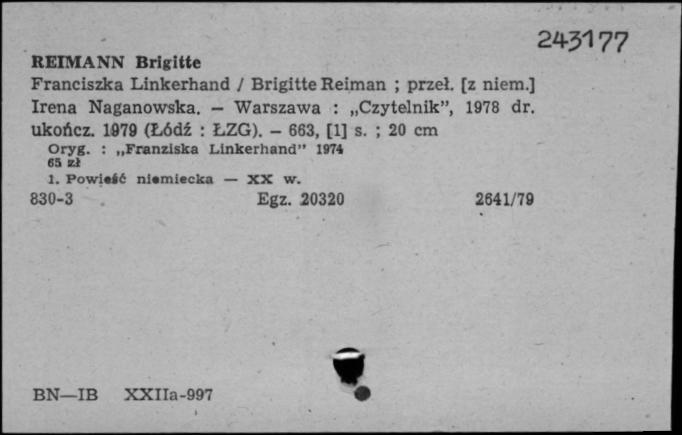 243177
REIMANN Brigitte
Franciszka Linkerhand / Brigitte Reiman ; przeł. [z niem.]
Irena Naganowska. – Warszawa : „Czytelnik”, 1978 dr.
ukończ. 1979 (Łódź : ŁZG). – 663, [1] s. ; 20 cm
Oryg. : „Franziska Linkerhand” 1974
65 zł
1. Powieść niemiecka — XX w.
830-3 Egz. 20320 2641/79
BN—IB XXIIa-997